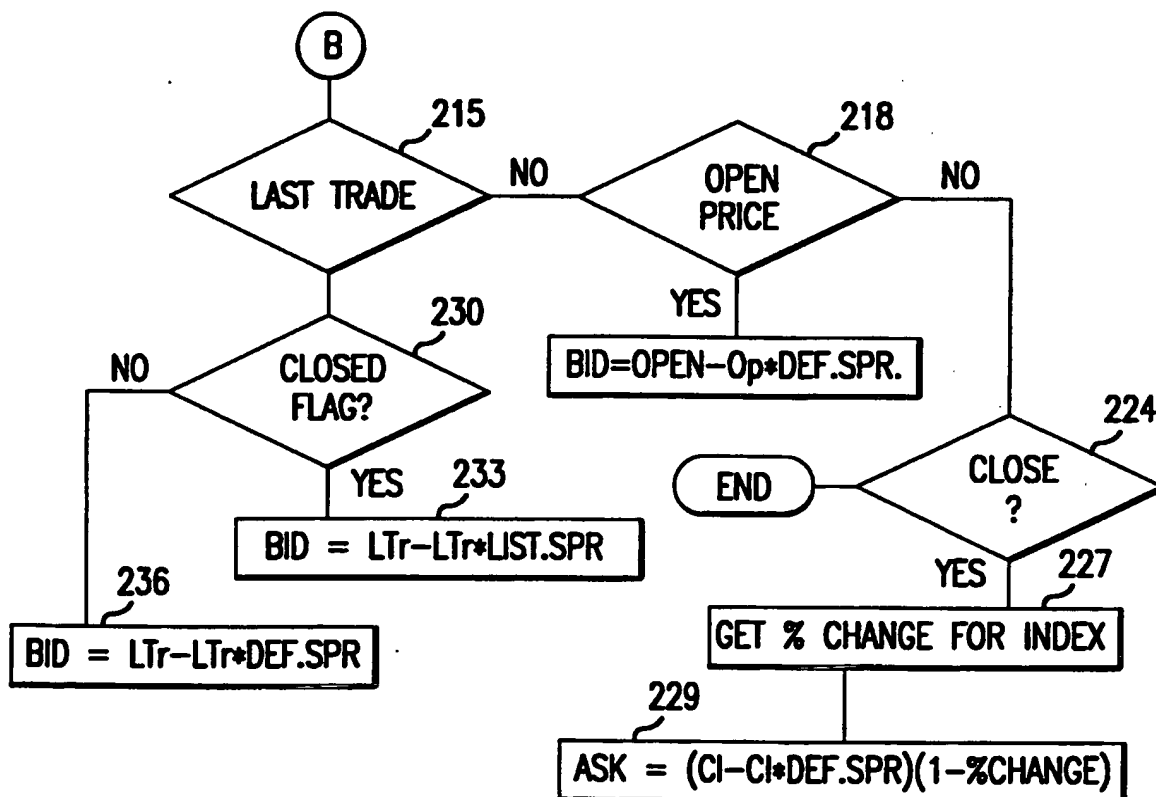 B
215
LAST TRADE
NO
218
OPEN
PRICE
NO
YES
BID=OPEN-Op*DEF.SPR.
230
CLOSED
FLAG?
NO
YES
233
BID = LTr-LTr*LIST.SPR
236
BID = LTr-LTr*DEF.SPR
224
CLOSE
?
END
YES
227
GET % CHANGE FOR INDEX
229
ASK = (Cl-Cl*DEF.SPR)(1-%CHANGE)